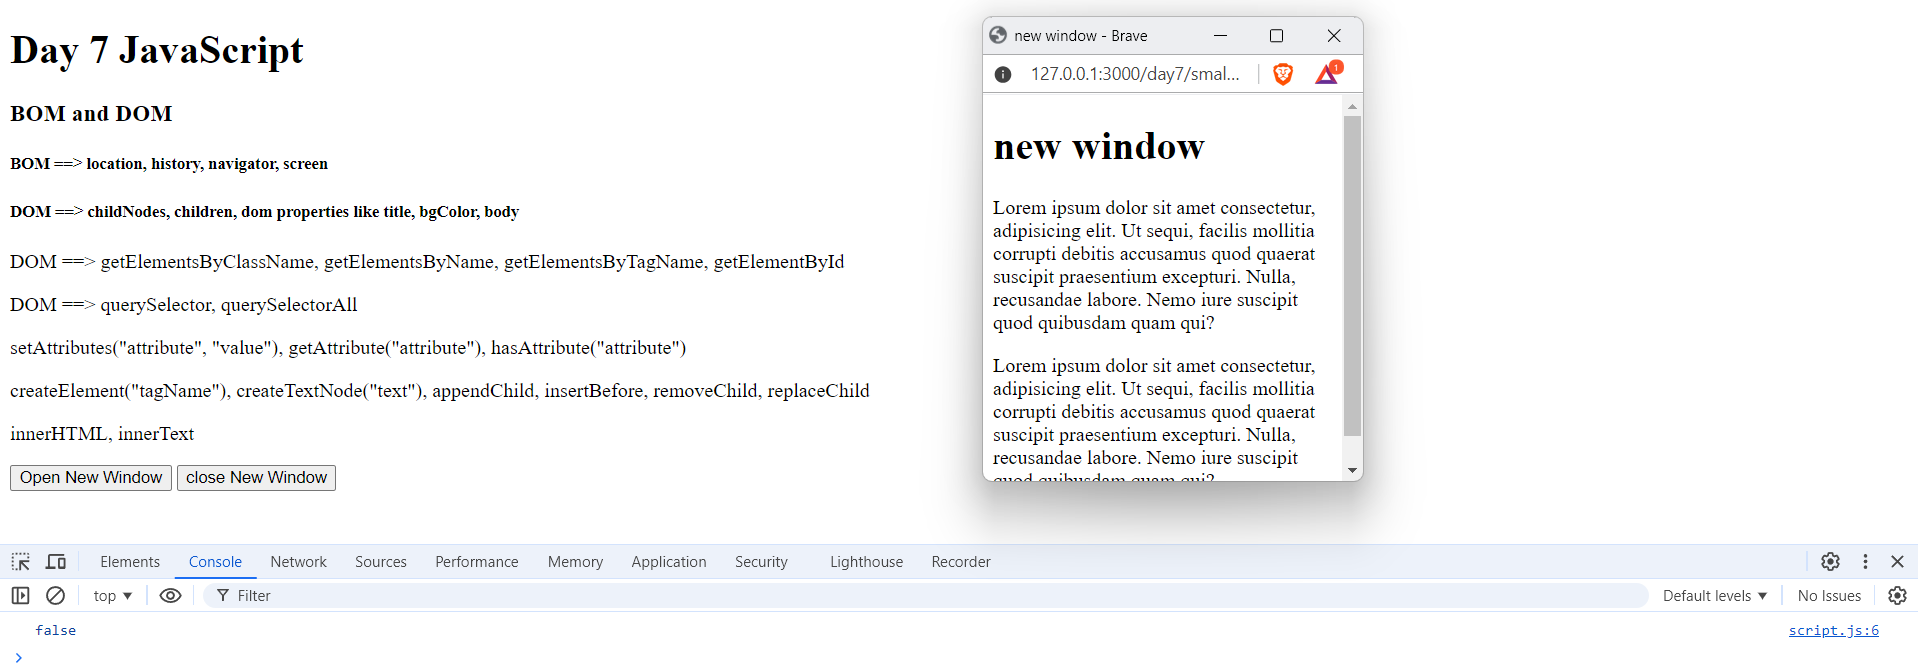 Day 7 JavaScript
BOM and DOM
BOM ==> location, history, navigator, screen
DOM ==> childNodes, children, dom properties like title, bgColor, body
DOM ==> getElementsByClassName, getElementsByName, getElementsByTagName, getElementById
DOM ==> querySelector, querySelectorAll
setAttributes("attribute", "value"), getAttribute("attribute"), hasAttribute("attribute")
createElement("tagName"), createTextNode("text"), appendChild, insertBefore, removeChild, replaceChild
innerHTML, innerText
Open New Window close New Window
new window - Brave
127.0.0.1:3000/day7/smal...
1
new window
Lorem ipsum dolor sit amet consectetur,
adipisicing elit. Ut sequi, facilis mollitia
corrupti debitis accusamus quod quaerat
suscipit praesentium excepturi. Nulla,
recusandae labore. Nemo iure suscipit
quod quibusdam quam qui?
Lorem ipsum dolor sit amet consectetur,
adipisicing elit. Ut sequi, facilis mollitia
corrupti debitis accusamus quod quaerat
suscipit praesentium excepturi. Nulla,
recusandae labore. Nemo iure suscipit
quod quibusdam quam qui?
Elements Console Network Sources Performance Memory Application Security Lighthouse Recorder
top Filter Default levels No Issues
false script.js:6